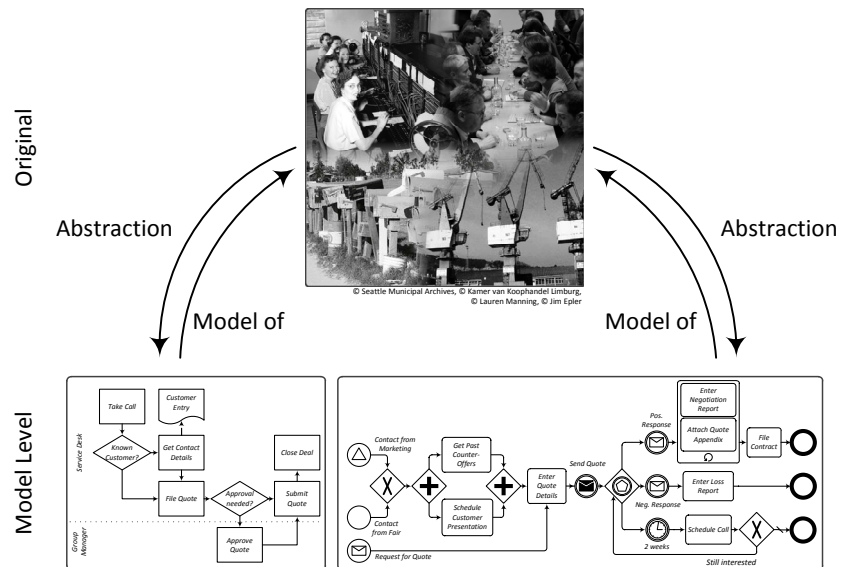 Original
Abstraction
Abstraction
© Seattle Municipal Archives, © Kamer van Koophandel Limburg,
© Lauren Manning, © Jim Epler
Model of
Model of
Model Level
Service Desk
Group
Manager
Take Call
Customer
Entry
Known
Customer?
Get Contact
Details
Close Deal
File Quote
Approval
needed?
Submit
Quote
Approve
Quote
Contact from
Marketing
Contact
from Fair
Request for Quote
Get Past
Counter-
Offers
Schedule
Customer
Presentation
Enter
Quote
Details
Send Quote
Pos.
Response
Enter
Negotiation
Report
Attach Quote
Appendix
File
Contract
Neg. Response
Enter Loss
Report
2 weeks
Schedule Call
Still interested